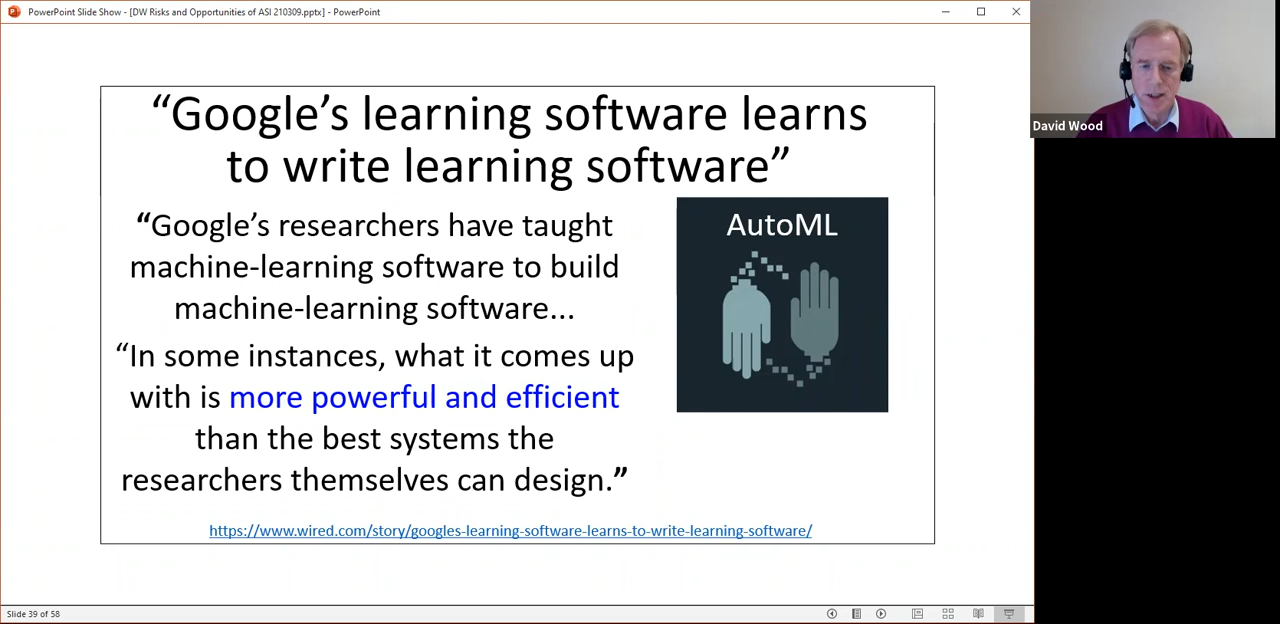 PowerPoint Slide Show - [DW Risks and Opportunities of ASI 210309.pptx] - PowerPoint
“Google’s learning software learns
to write learning software”
“Google’s researchers have taught
machine-learning software to build
machine-learning software...
“In some instances, what it comes up
with is more powerful and efficient
than the best systems the
researchers themselves can design.”
AutoML
https://www.wired.com/story/googles-learning-software-learns-to-write-learning-software/
Slide 39 of 58
David Wood